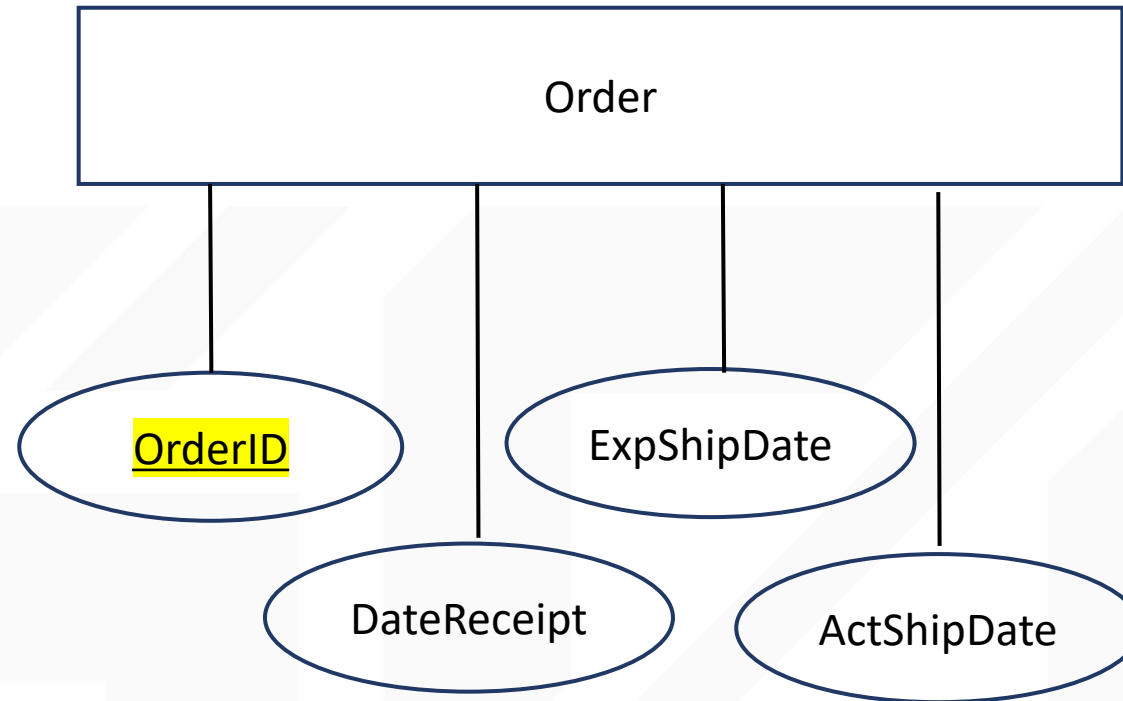 Order
OrderID
ExpShipDate
DateReceipt
ActShipDate